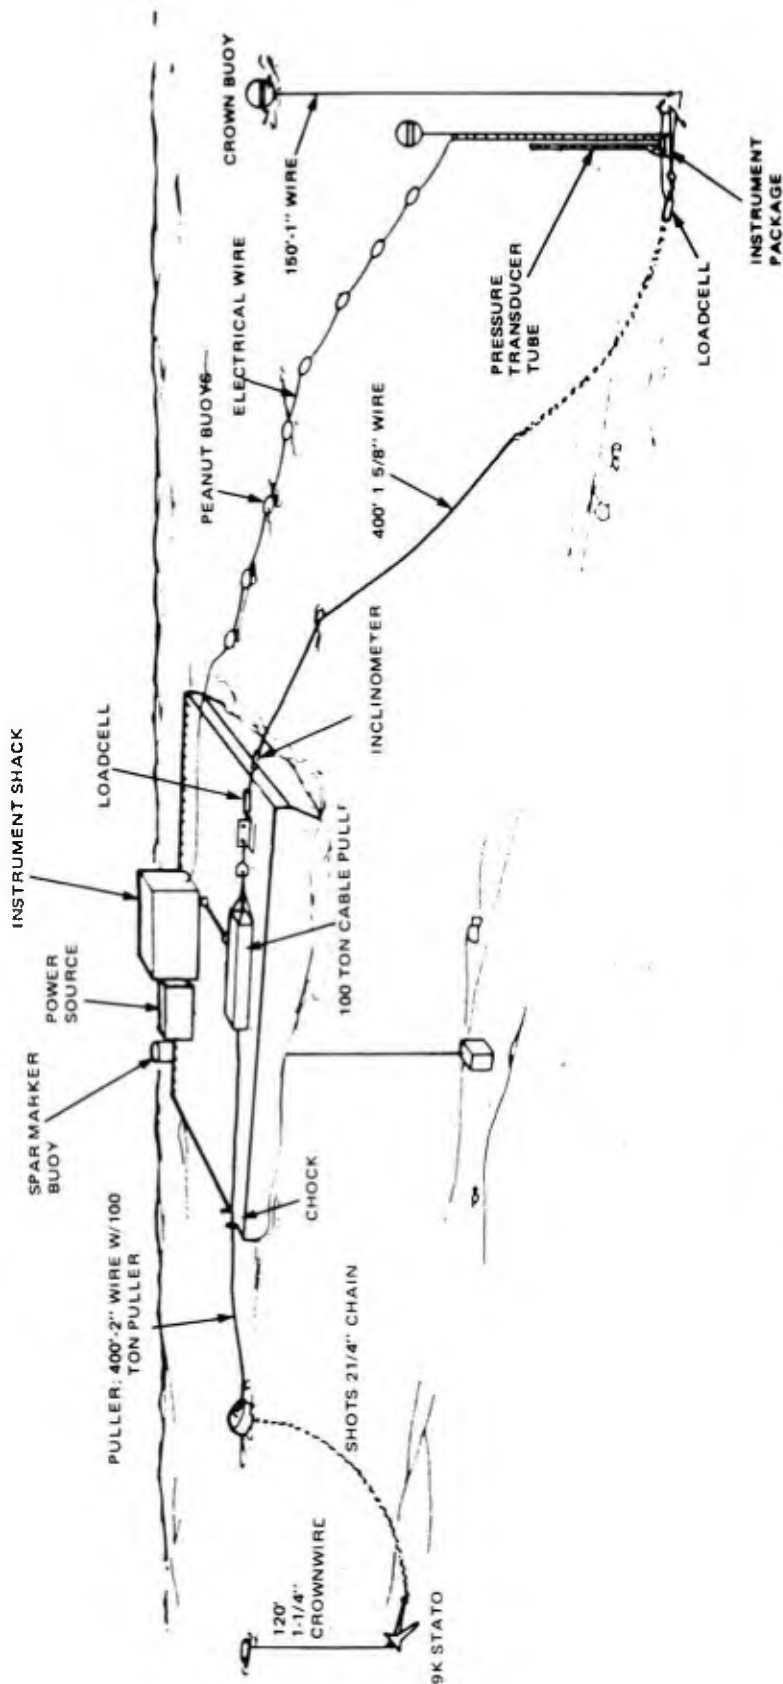 INSTRUMENT SHACK
SPAR MARKER
BUOY
POWER
SOURCE
LOADCELL
PEANUT BUOYS
ELECTRICAL WIRE
150'-1" WIRE
CROWN BUOY
PULLER: 400'-2" WIRE W/100
TON PULLER
CHOCK
100 TON CABLE
INCLINOMETER
400' 1 5/8" WIRE
PRESSURE
TRANSDUCER
TUBE
LOADCELL
INSTRUMENT
PACKAGE
120'
1-1/4"
CROWNWIRE
SHOTS 21/4" CHAIN
9K STATO